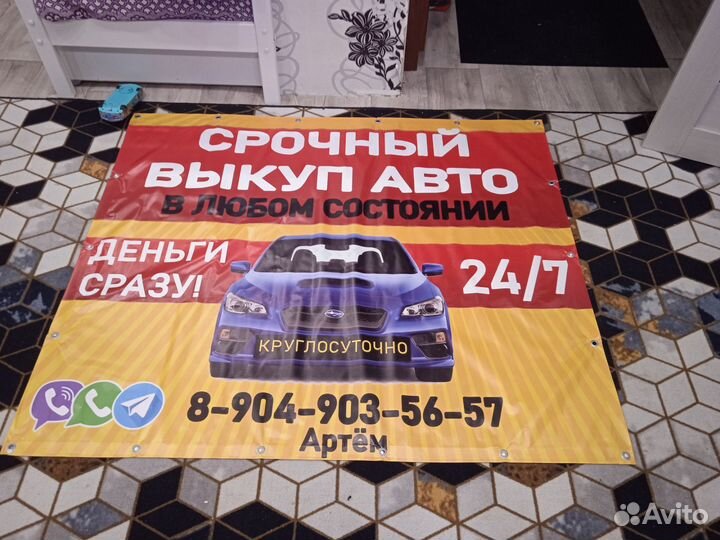 СРОЧНЫЙ
ВЫКУП АВТО
В ЛЮБОМ СОСТОЯНИИ
ДЕНЬГИ
СРАЗУ!
24/7
КРУГЛОСУТОЧНО
8-904-903-56-57
Артём
Avito